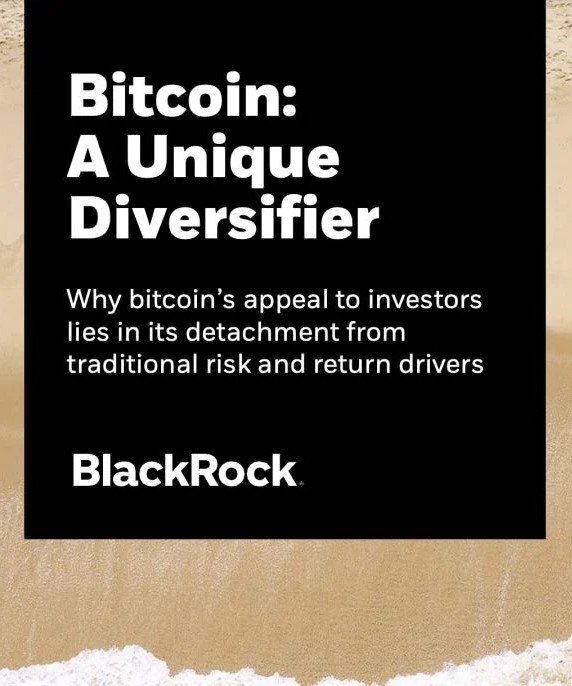 Bitcoin:
A Unique
Diversifier
Why bitcoin’s appeal to investors
lies in its detachment from
traditional risk and return drivers
BlackRock